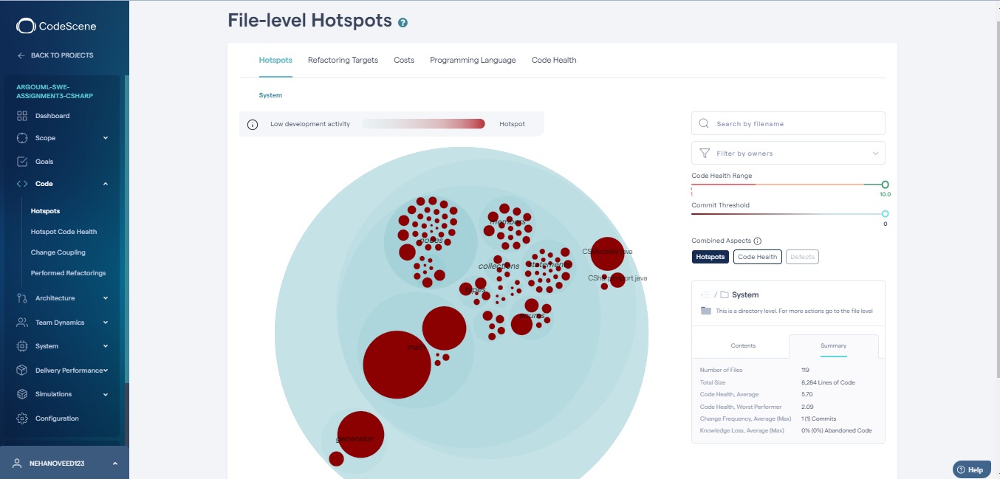 CodeScene
BACK TO PROJECTS
ARGOUML-SWE-
ASSIGNMENT3-CSHARP
Dashboard
Scope
Goals
Code
Hotspots
Hotspot Code Health
Change Coupling
Performed Refactorings
Architecture
Team Dynamics
System
Delivery Performance
Simulations
Configuration
NEHANOVEED123
File-level Hotspots ?
Hotspots Refactoring Targets Costs Programming Language Code Health
System
Low development activity Hotspot
nodes
members
collections
statements
types
enums
main
generator
CSModeller.java
CSharpImport.java
Search by filename
Filter by owners
Code Health Range
1 10.0
Commit Threshold
0
Combined Aspects
Hotspots Code Health Defects
/ System
This is a directory level. For more actions go to the file level
Contents Summary
Number of Files 119
Total Size 8,284 Lines of Code
Code Health, Average 5.70
Code Health, Worst Performer 2.09
Change Frequency, Average (Max) 1 (1) Commits
Knowledge Loss, Average (Max) 0% (0%) Abandoned Code
? Help